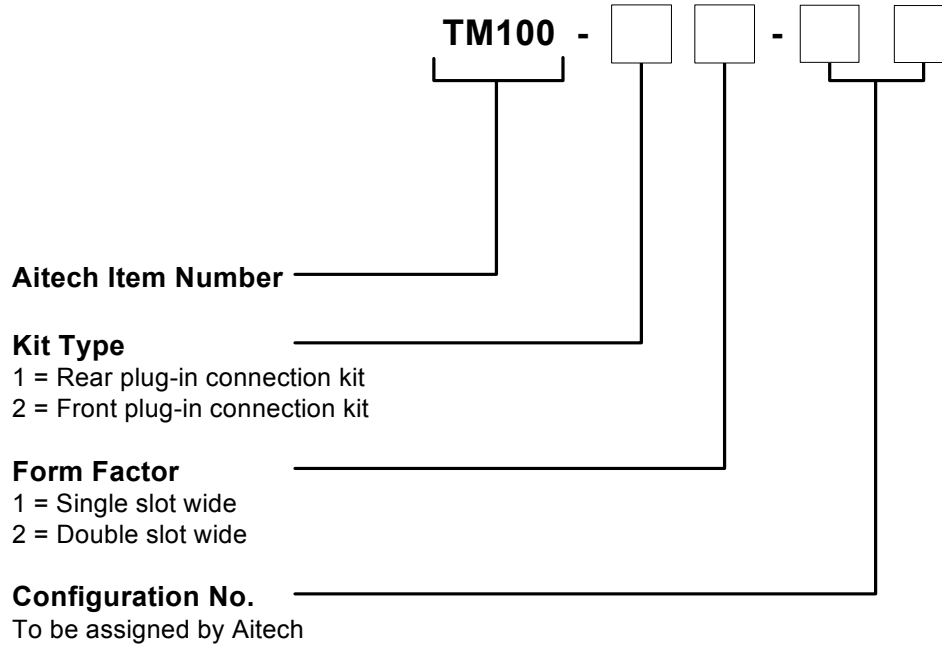 TM100 - -
Aitech Item Number
Kit Type
1 = Rear plug-in connection kit
2 = Front plug-in connection kit
Form Factor
1 = Single slot wide
2 = Double slot wide
Configuration No.
To be assigned by Aitech